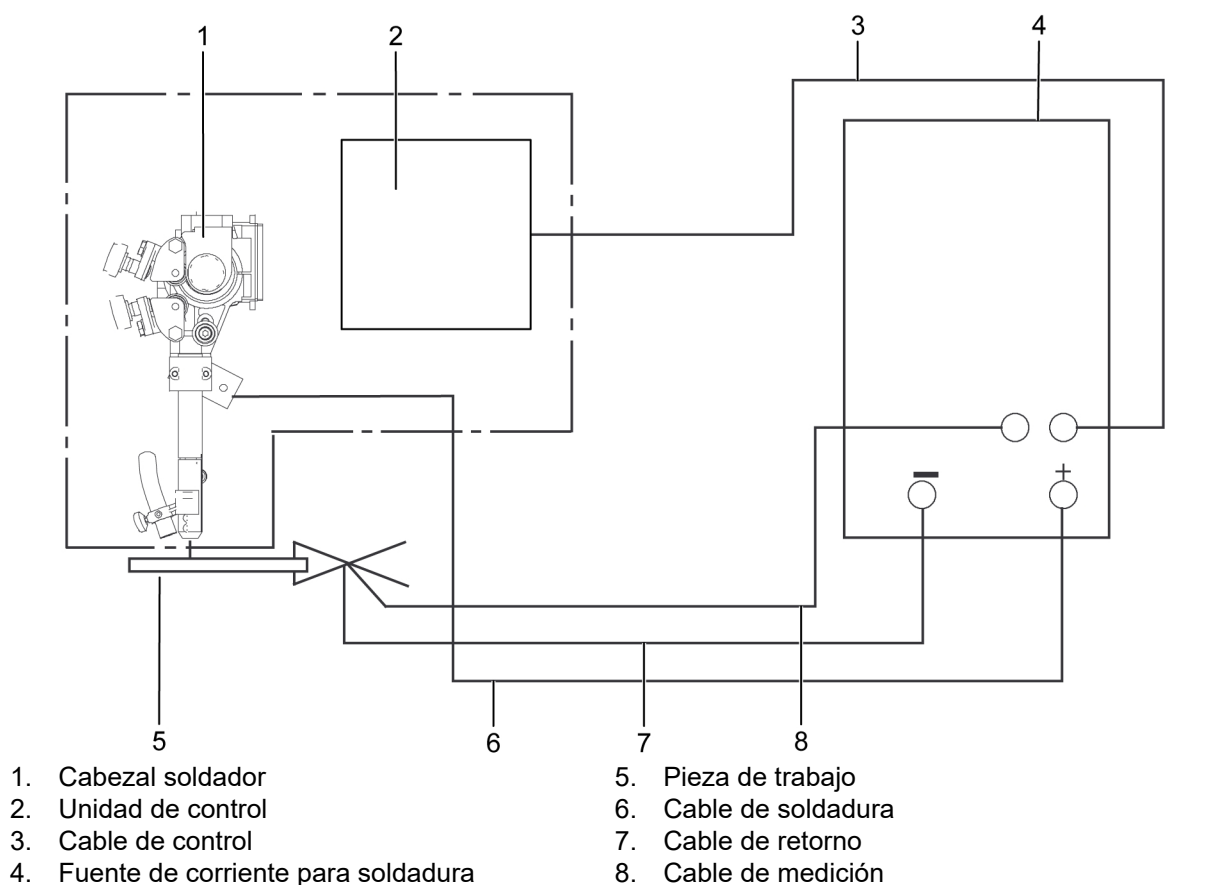 1
2
3
4
+
5
6
7
8
1. Cabezal soldador
2. Unidad de control
3. Cable de control
4. Fuente de corriente para soldadura
5. Pieza de trabajo
6. Cable de soldadura
7. Cable de retorno
8. Cable de medición